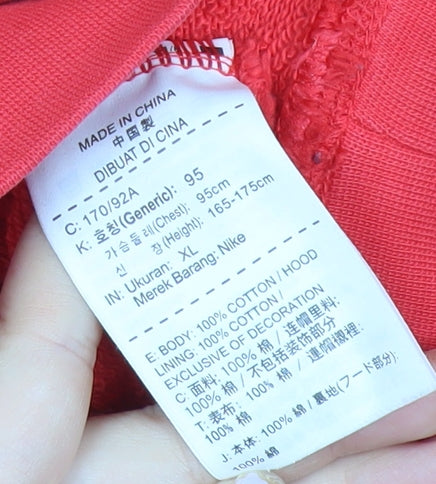 MADE IN CHINA
中国製
DIBUAT DI CINA
C: 170/92A
K: 호칭(Generic): 95
가슴둘레(Chest): 95cm
신 장(Height): 165-175cm
IN: Ukuran: XL
Merek Barang: Nike
E: BODY: 100% COTTON / HOOD
LINING: 100% COTTON /
EXCLUSIVE OF DECORATION
C: 面料: 100% 棉 / 连帽里料:
100% 棉 / 不包括装饰部分
T: 表布: 100% 棉 / 連帽襯裡:
100% 棉
J: 本体: 100% 綿 / 裏地(フード部分):
100% 綿